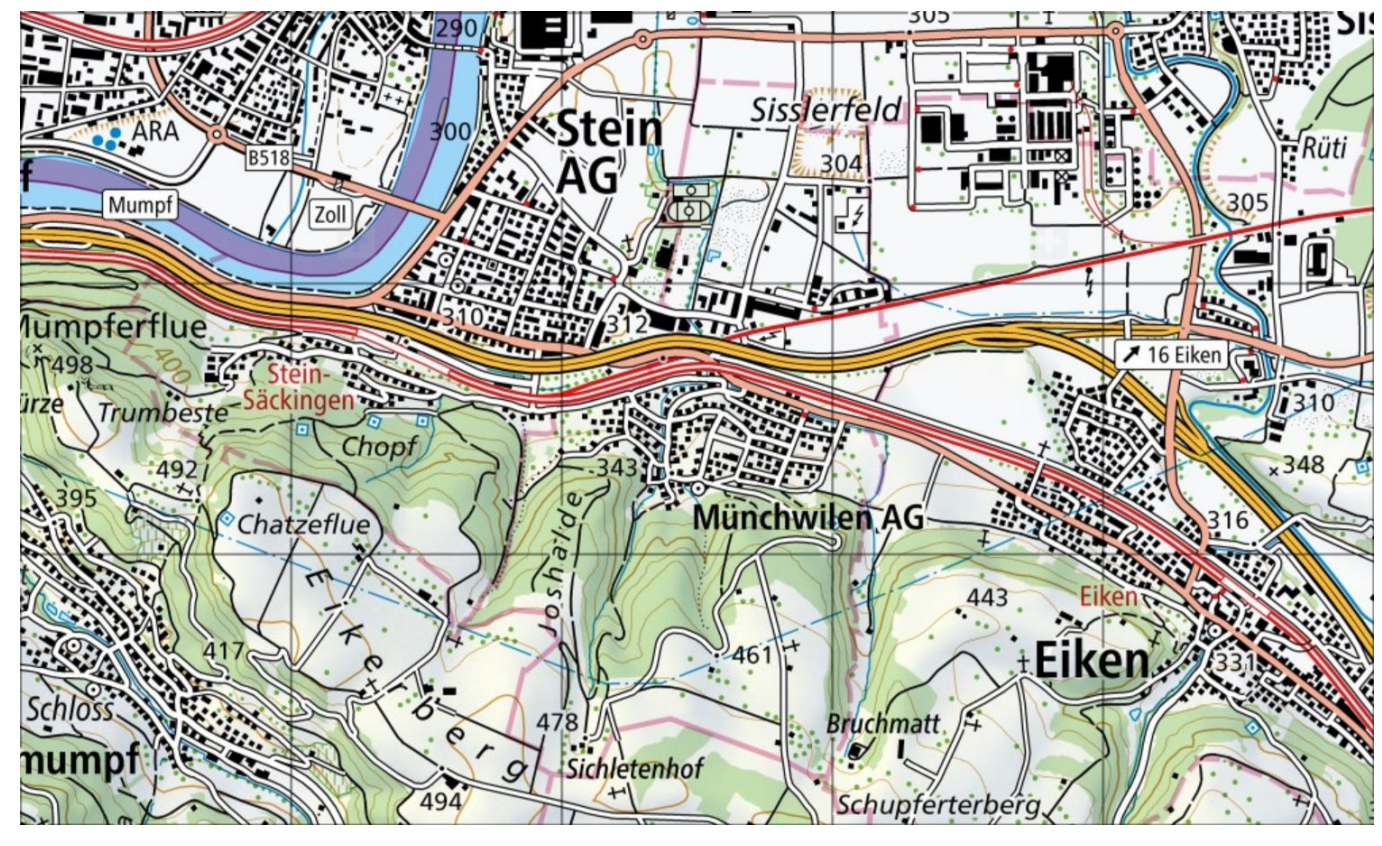 290
305
Sis
Stein
AG
Sisslerfeld
ARA
300
B518
304
Rüti
f
Mumpf
Zoll
305
310
312
Mumpferflue
400
16 Eiken
498
Stein-
Säckingen
ürze
Trumbeste
310
Chopf
492
343
348
395
Chatzeflue
Münchwilen AG
316
Eikerberg
443
Eiken
417
461
Eiken
331
Schloss
478
Bruchmatt
mumpf
Sichletenhof
494
Schupferterberg